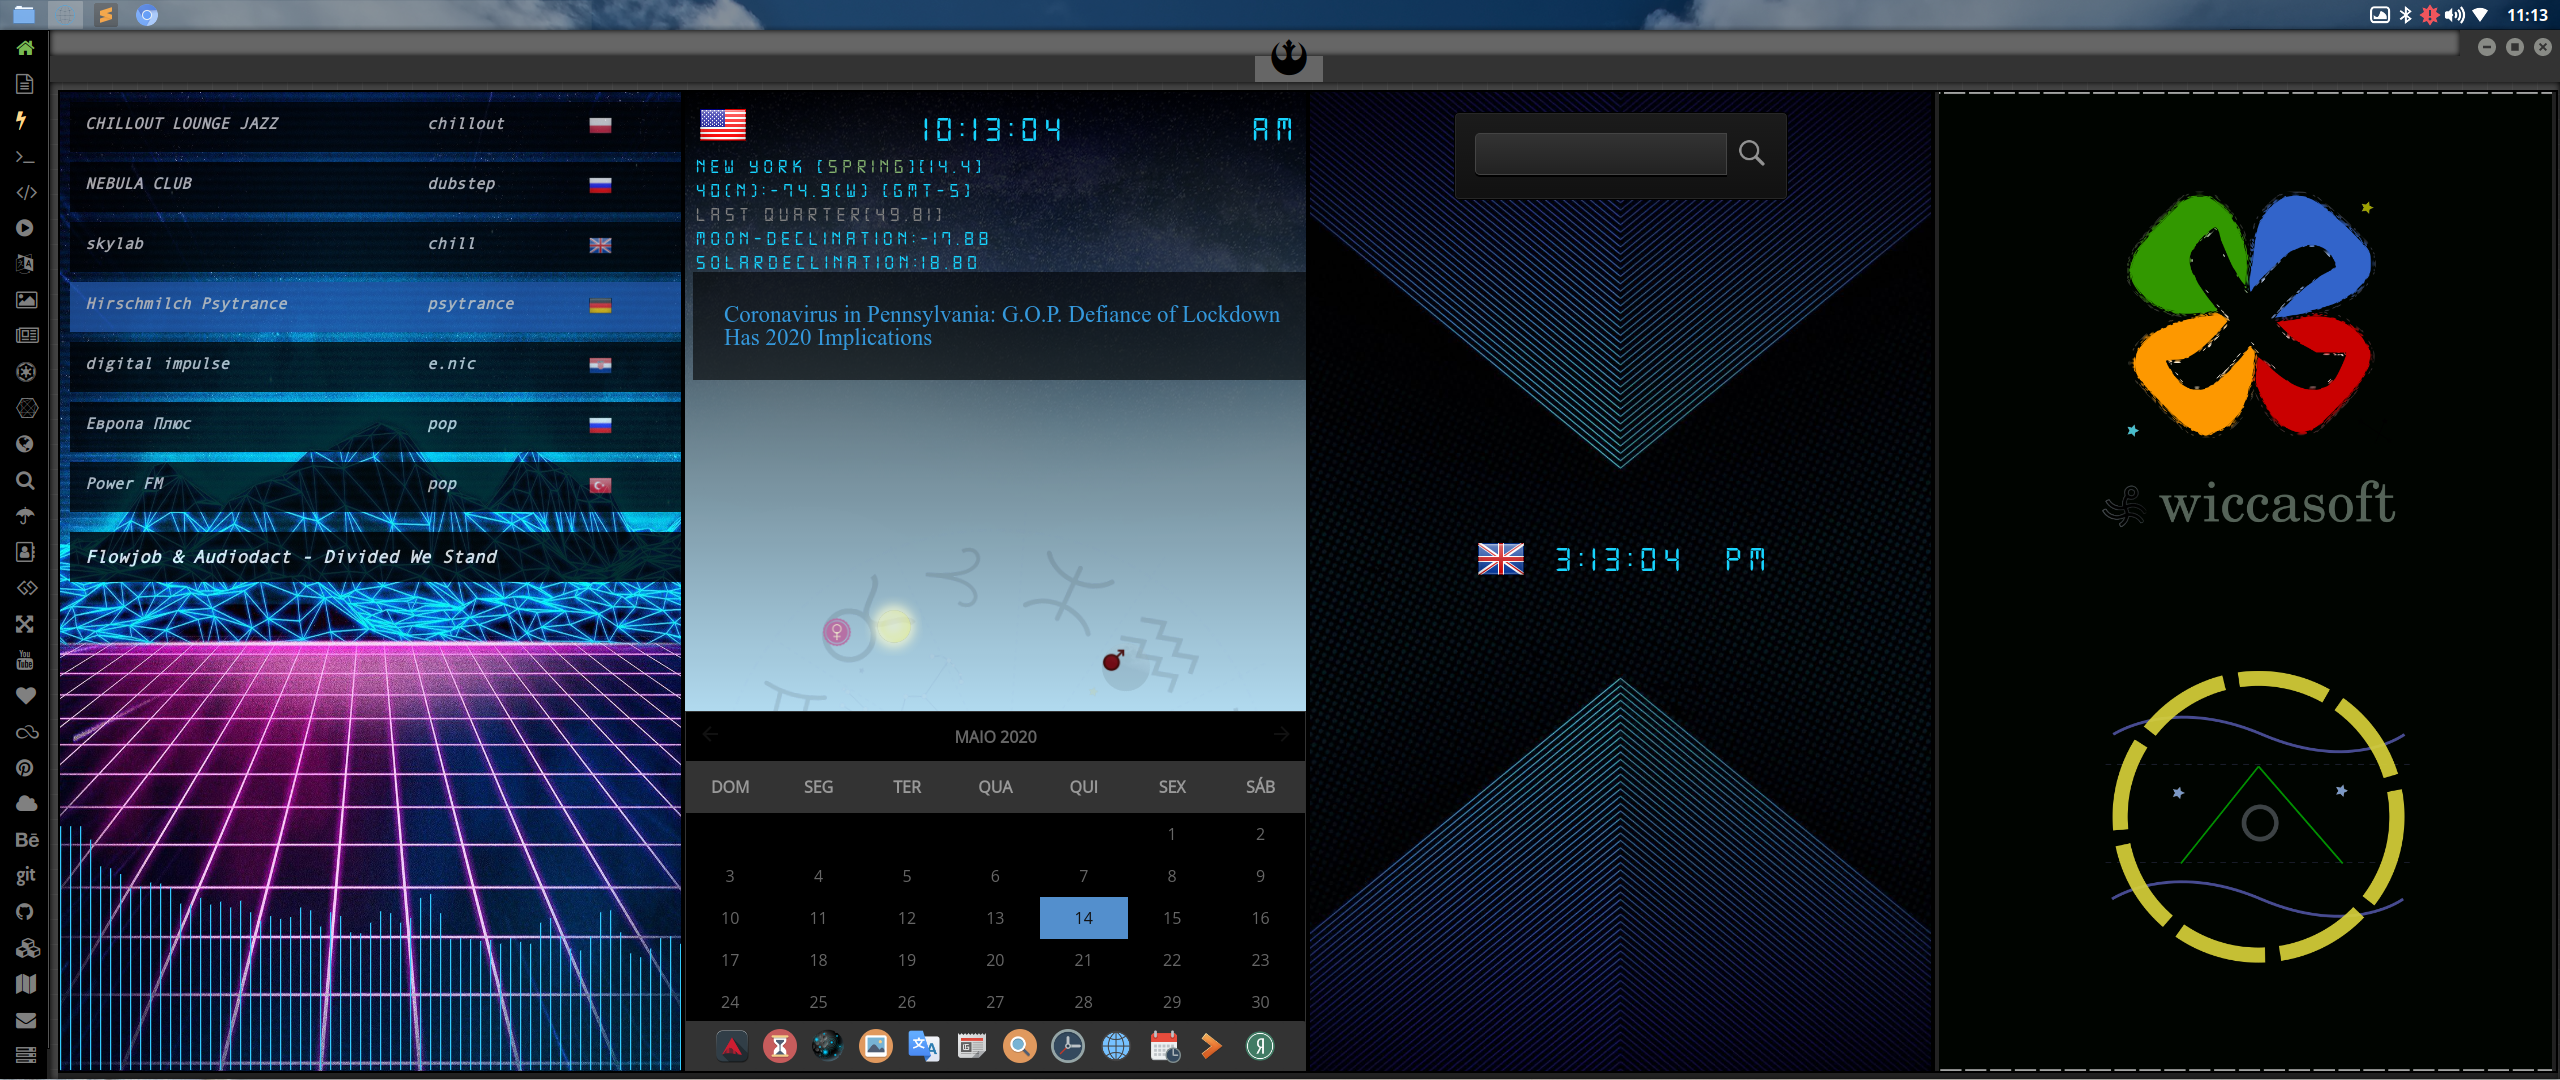 11:13
CHILLOUT LOUNGE JAZZ chillout
NEBULA CLUB dubstep
skylab chill
Hirschmilch Psytrance psytrance
digital impulse e.nic
Европа Плюс pop
Power FM pop
Flowjob & Audiodact - Divided We Stand
10:13:04 AM
NEW YORK [SPRING][14.4]
40(N):-74.9(W) [GMT-5]
LAST QUARTER[49.81]
MOON-DECLINATION:-17.88
SOLARDECLINATION:18.80
Coronavirus in Pennsylvania: G.O.P. Defiance of Lockdown
Has 2020 Implications
MAIO 2020
DOM SEG TER QUA QUI SEX SÁB
1 2
3 4 5 6 7 8 9
10 11 12 13 14 15 16
17 18 19 20 21 22 23
24 25 26 27 28 29 30
3:13:04 PM
wiccasoft
You
Tube
Bē
git